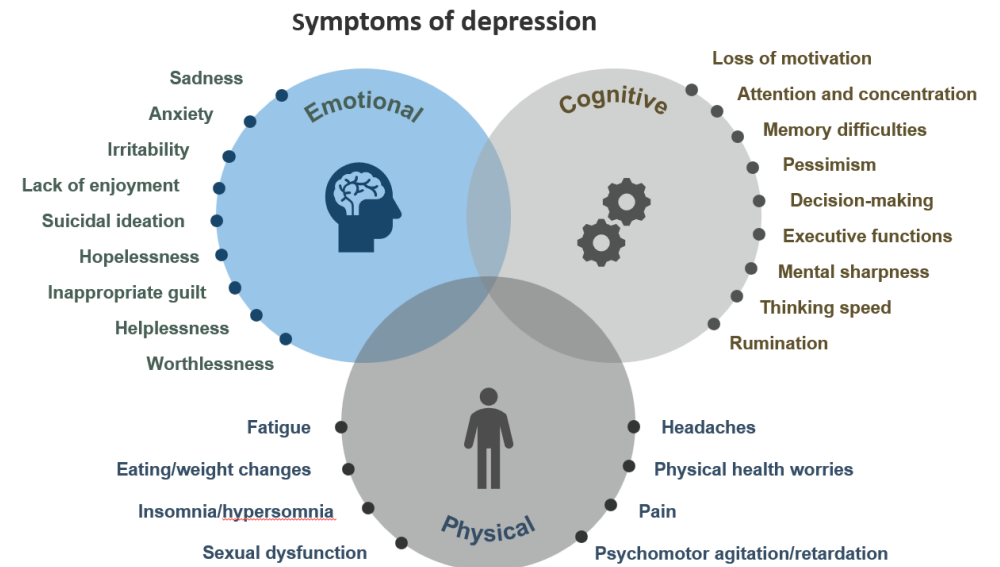 Symptoms of depression
Emotional
Sadness
Anxiety
Irritability
Lack of enjoyment
Suicidal ideation
Hopelessness
Inappropriate guilt
Helplessness
Worthlessness
Cognitive
Loss of motivation
Attention and concentration
Memory difficulties
Pessimism
Decision-making
Executive functions
Mental sharpness
Thinking speed
Rumination
Physical
Fatigue
Eating/weight changes
Insomnia/hypersomnia
Sexual dysfunction
Headaches
Physical health worries
Pain
Psychomotor agitation/retardation